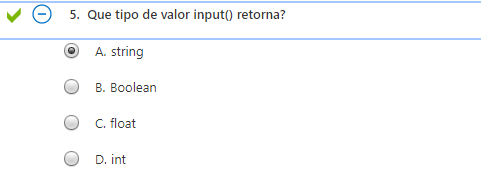 5. Que tipo de valor input() retorna?
A. string
B. Boolean
C. float
D. int